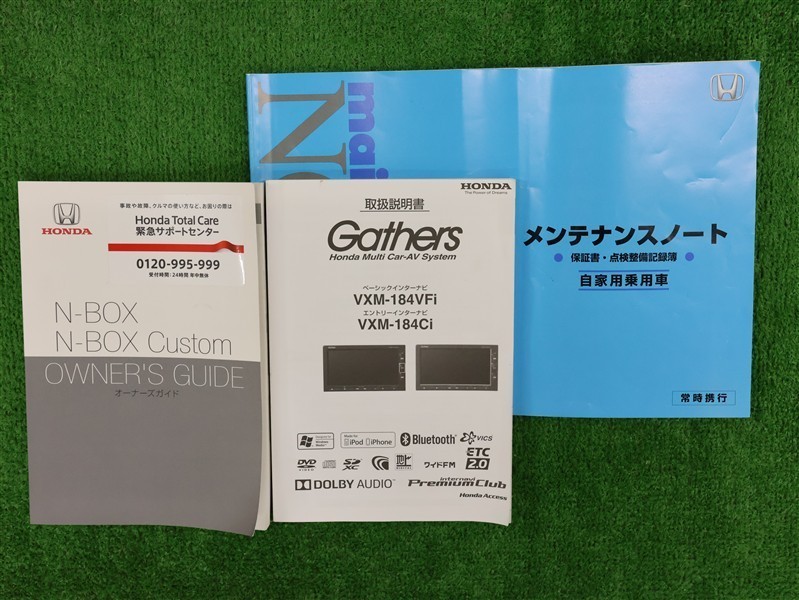 HONDA
事故や故障、クルマの使い方など、お困りの際は
Honda Total Care
緊急サポートセンター
0120-995-999
受付時間:24時間 年中無休
N-BOX
N-BOX Custom
OWNER'S GUIDE
オーナーズガイド
HONDA
The Power of Dreams
取扱説明書
Gathers
Honda Multi Car-AV System
ベーシックインターナビ
VXM-184VFi
エントリーインターナビ
VXM-184Ci
Made for
iPod iPhone
Bluetooth
VICS
DVD
VIDEO
SD
XC
ワイドFM
ETC
2.0
DOLBY AUDIO
internavi
Premium Club
Honda Access
メンテナンスノート
保証書・点検整備記録簿
自家用乗用車
常時携行